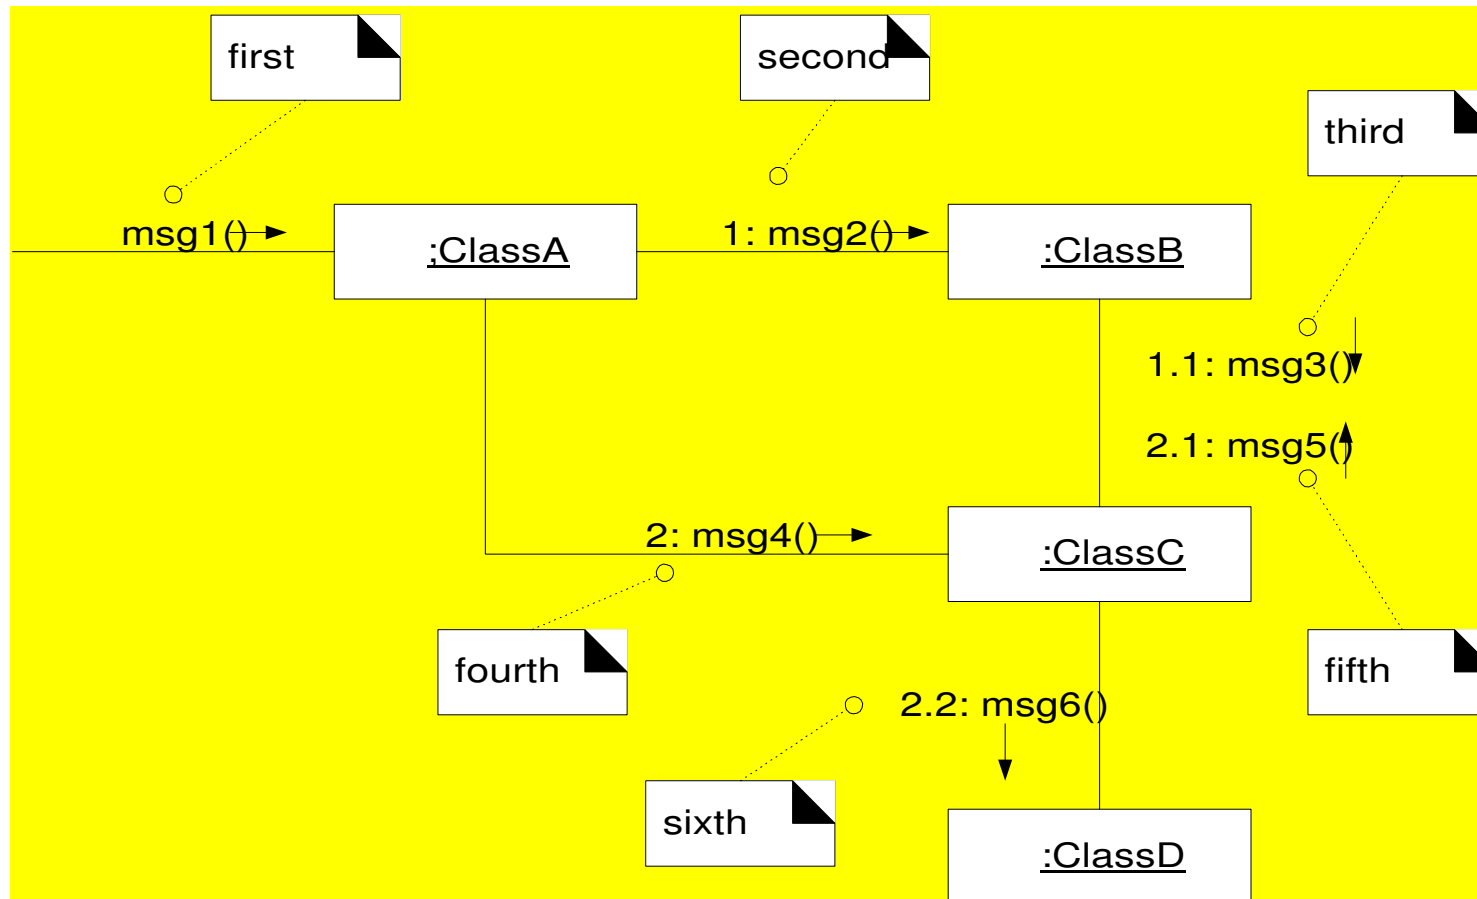 first
second
third
msg1()
;ClassA
1: msg2()
:ClassB
1.1: msg3()
2.1: msg5()
2: msg4()
:ClassC
fourth
fifth
2.2: msg6()
sixth
:ClassD